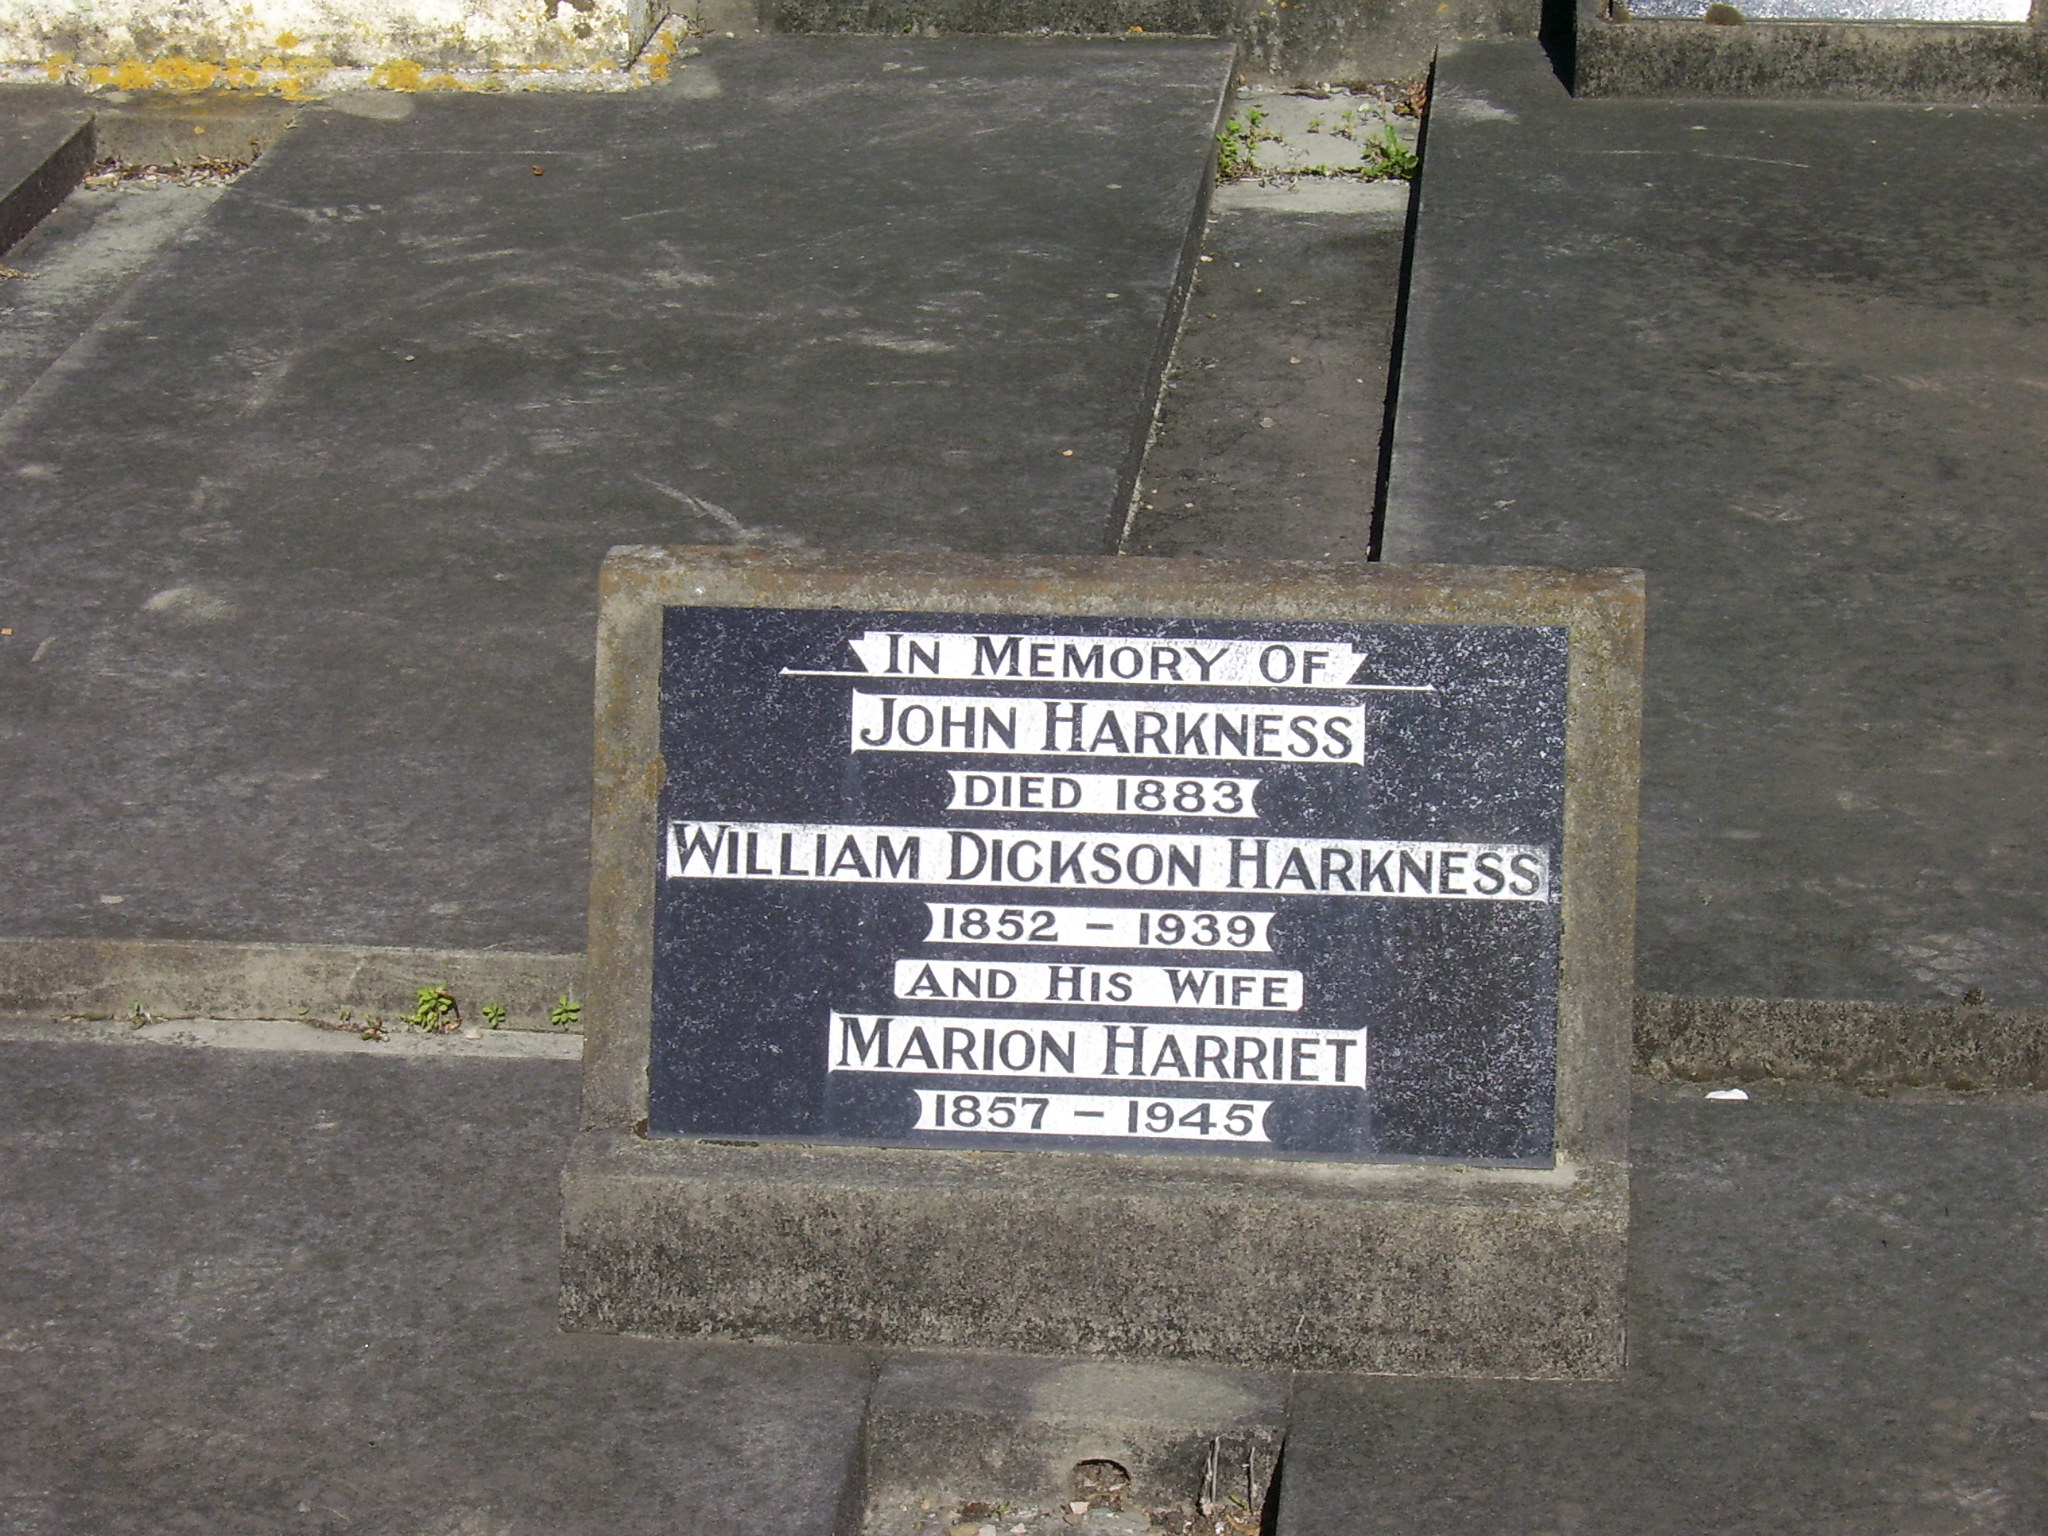 IN MEMORY OF
JOHN HARKNESS
DIED 1883
WILLIAM DICKSON HARKNESS
1852 – 1939
AND HIS WIFE
MARION HARRIET
1857 – 1945